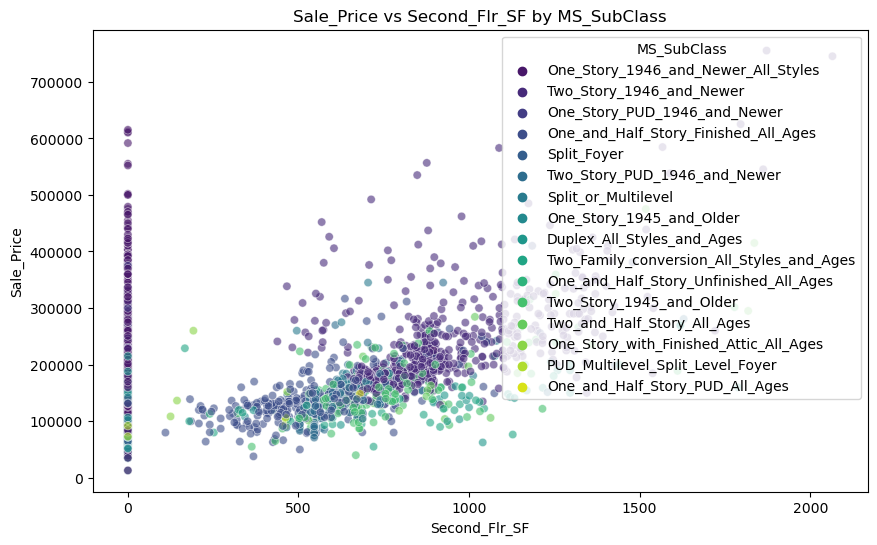 Sale_Price vs Second_Flr_SF by MS_SubClass
MS_SubClass
One_Story_1946_and_Newer_All_Styles
Two_Story_1946_and_Newer
One_Story_PUD_1946_and_Newer
One_and_Half_Story_Finished_All_Ages
Split_Foyer
Two_Story_PUD_1946_and_Newer
Split_or_Multilevel
One_Story_1945_and_Older
Duplex_All_Styles_and_Ages
Two_Family_conversion_All_Styles_and_Ages
One_and_Half_Story_Unfinished_All_Ages
Two_Story_1945_and_Older
Two_and_Half_Story_All_Ages
One_Story_with_Finished_Attic_All_Ages
PUD_Multilevel_Split_Level_Foyer
One_and_Half_Story_PUD_All_Ages
Sale_Price
700000
600000
500000
400000
300000
200000
100000
0
0
500
1000
1500
2000
Second_Flr_SF